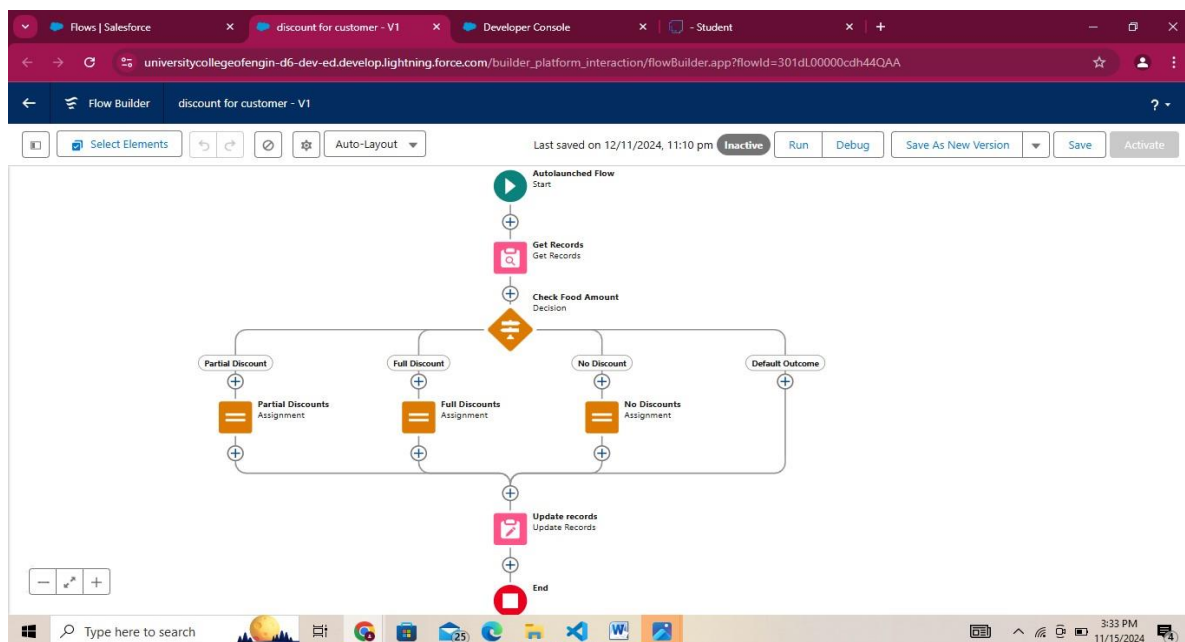 Flows | Salesforce
discount for customer - V1
Developer Console
- Student
universitycollegeofengin-d6-dev-ed.develop.lightning.force.com/builder_platform_interaction/flowBuilder.app?flowId=301dL00000cdh44QAA
Flow Builder discount for customer - V1 ?
Select Elements Auto-Layout Last saved on 12/11/2024, 11:10 pm Inactive Run Debug Save As New Version Save Activate
Autolaunched Flow
Start
Get Records
Get Records
Check Food Amount
Decision
Partial Discount Full Discount No Discount Default Outcome
Partial Discounts
Assignment
Full Discounts
Assignment
No Discounts
Assignment
Update records
Update Records
End
Type here to search
25
W
3:33 PM
11/15/2024
4